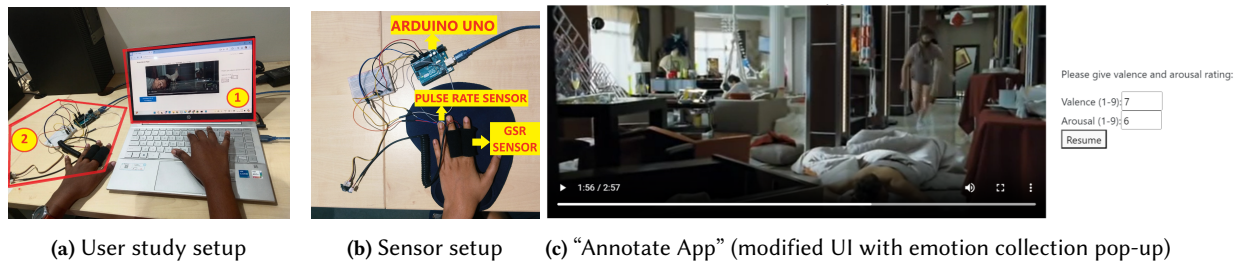 1
2
ARDUINO UNO
PULSE RATE SENSOR
GSR
SENSOR
1:56 / 2:57
Please give valence and arousal rating:
Valence (1-9): 7
Arousal (1-9): 6
Resume
(a) User study setup
(b) Sensor setup
(c) “Annotate App” (modified UI with emotion collection pop-up)